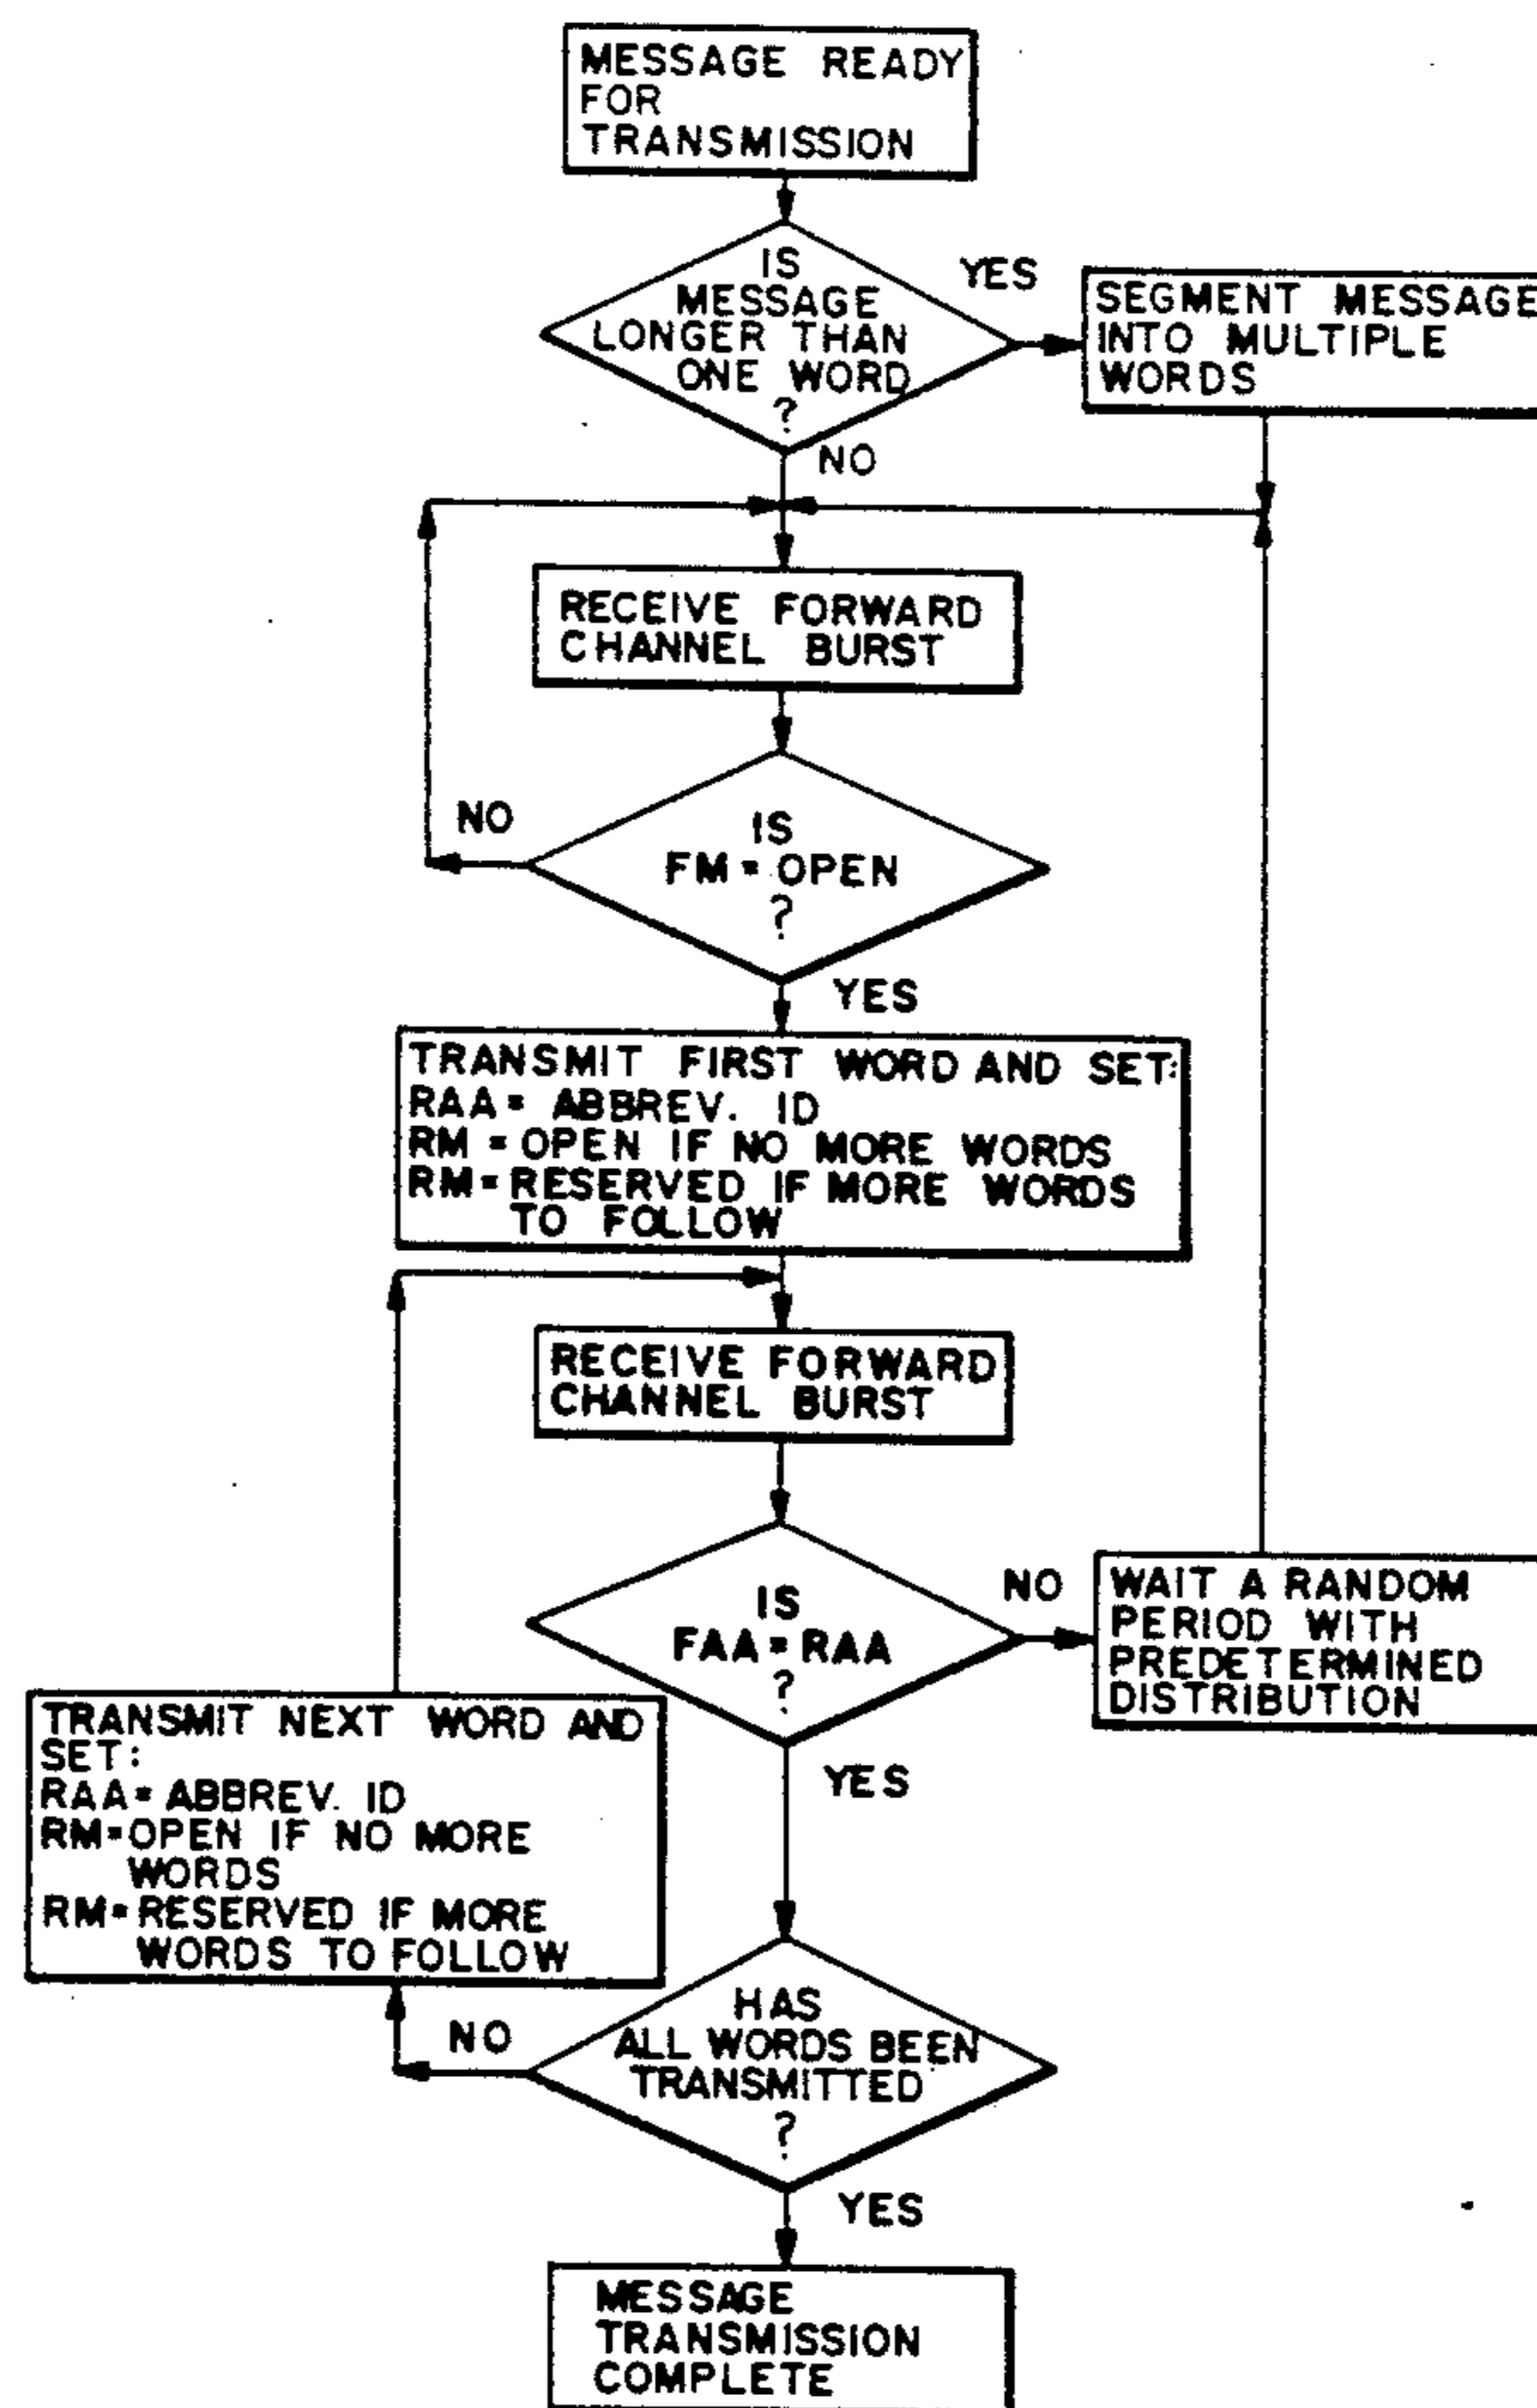 MESSAGE READY
FOR
TRANSMISSION
IS
MESSAGE
LONGER THAN
ONE WORD
?
YES
SEGMENT MESSAGE
INTO MULTIPLE
WORDS
NO
RECEIVE FORWARD
CHANNEL BURST
NO
IS
FM = OPEN
?
YES
TRANSMIT FIRST WORD AND SET:
RAA = ABBREV. ID
RM = OPEN IF NO MORE WORDS
RM = RESERVED IF MORE WORDS
TO FOLLOW
RECEIVE FORWARD
CHANNEL BURST
IS
FAA = RAA
?
NO
WAIT A RANDOM
PERIOD WITH
PREDETERMINED
DISTRIBUTION
YES
TRANSMIT NEXT WORD AND
SET:
RAA = ABBREV. ID
RM = OPEN IF NO MORE
WORDS
RM = RESERVED IF MORE
WORDS TO FOLLOW
NO
HAS
ALL WORDS BEEN
TRANSMITTED
?
YES
MESSAGE
TRANSMISSION
COMPLETE